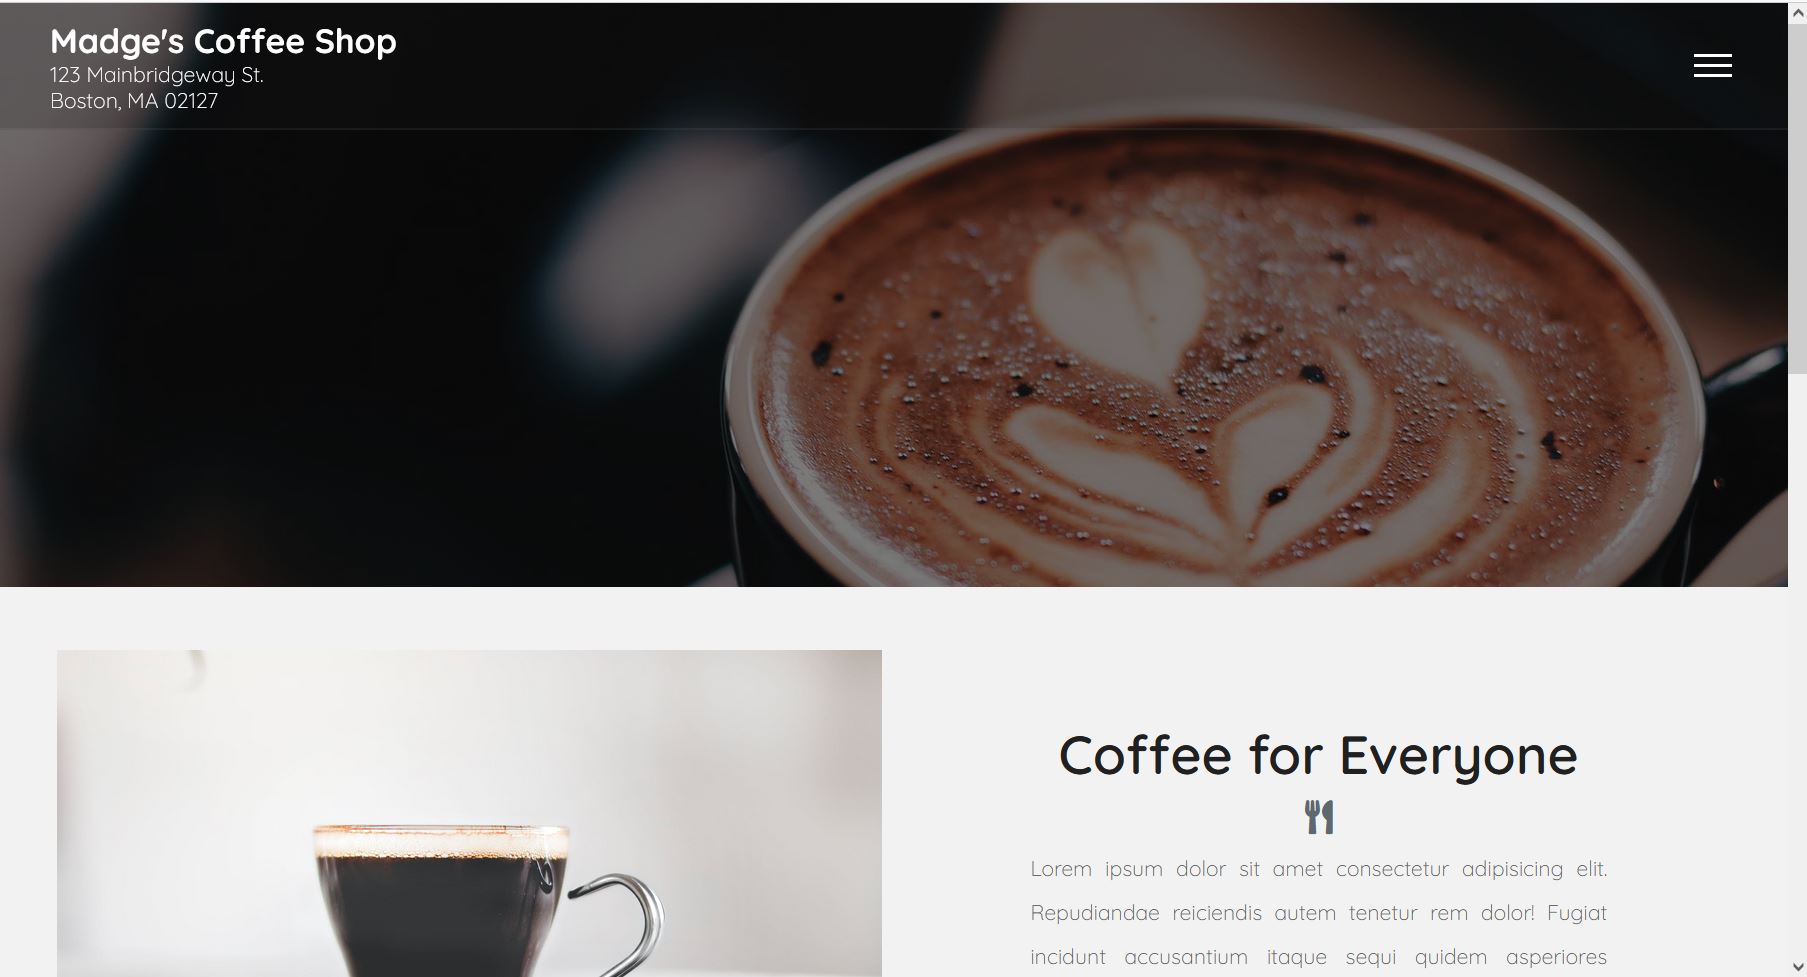 Madge's Coffee Shop
123 Mainbridgeway St.
Boston, MA 02127
Coffee for Everyone
Lorem ipsum dolor sit amet consectetur adipisicing elit.
Repudiandae reiciendis autem tenetur rem dolor! Fugiat
incidunt accusantium itaque sequi quidem asperiores